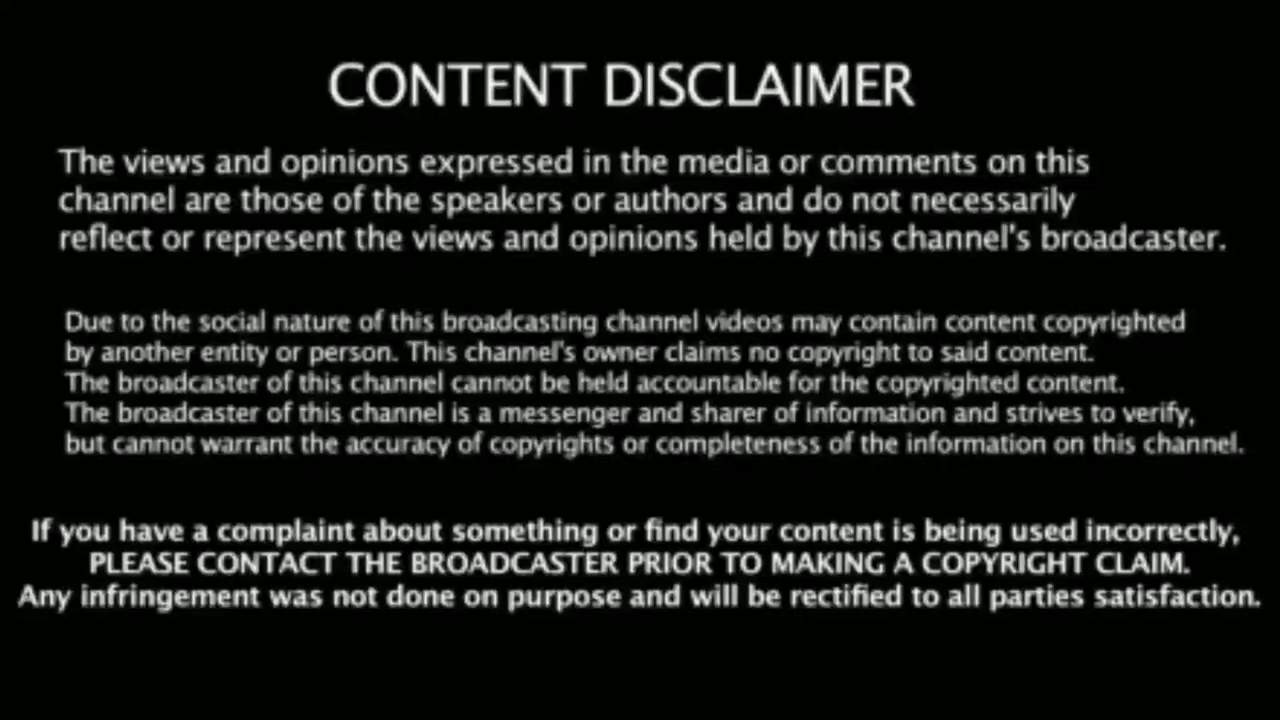 CONTENT DISCLAIMER
The views and opinions expressed in the media or comments on this
channel are those of the speakers or authors and do not necessarily
reflect or represent the views and opinions held by this channel's broadcaster.
Due to the social nature of this broadcasting channel videos may contain content copyrighted
by another entity or person. This channel's owner claims no copyright to said content.
The broadcaster of this channel cannot be held accountable for the copyrighted content.
The broadcaster of this channel is a messenger and sharer of information and strives to verify,
but cannot warrant the accuracy of copyrights or completeness of the information on this channel.
If you have a complaint about something or find your content is being used incorrectly,
PLEASE CONTACT THE BROADCASTER PRIOR TO MAKING A COPYRIGHT CLAIM.
Any infringement was not done on purpose and will be rectified to all parties satisfaction.